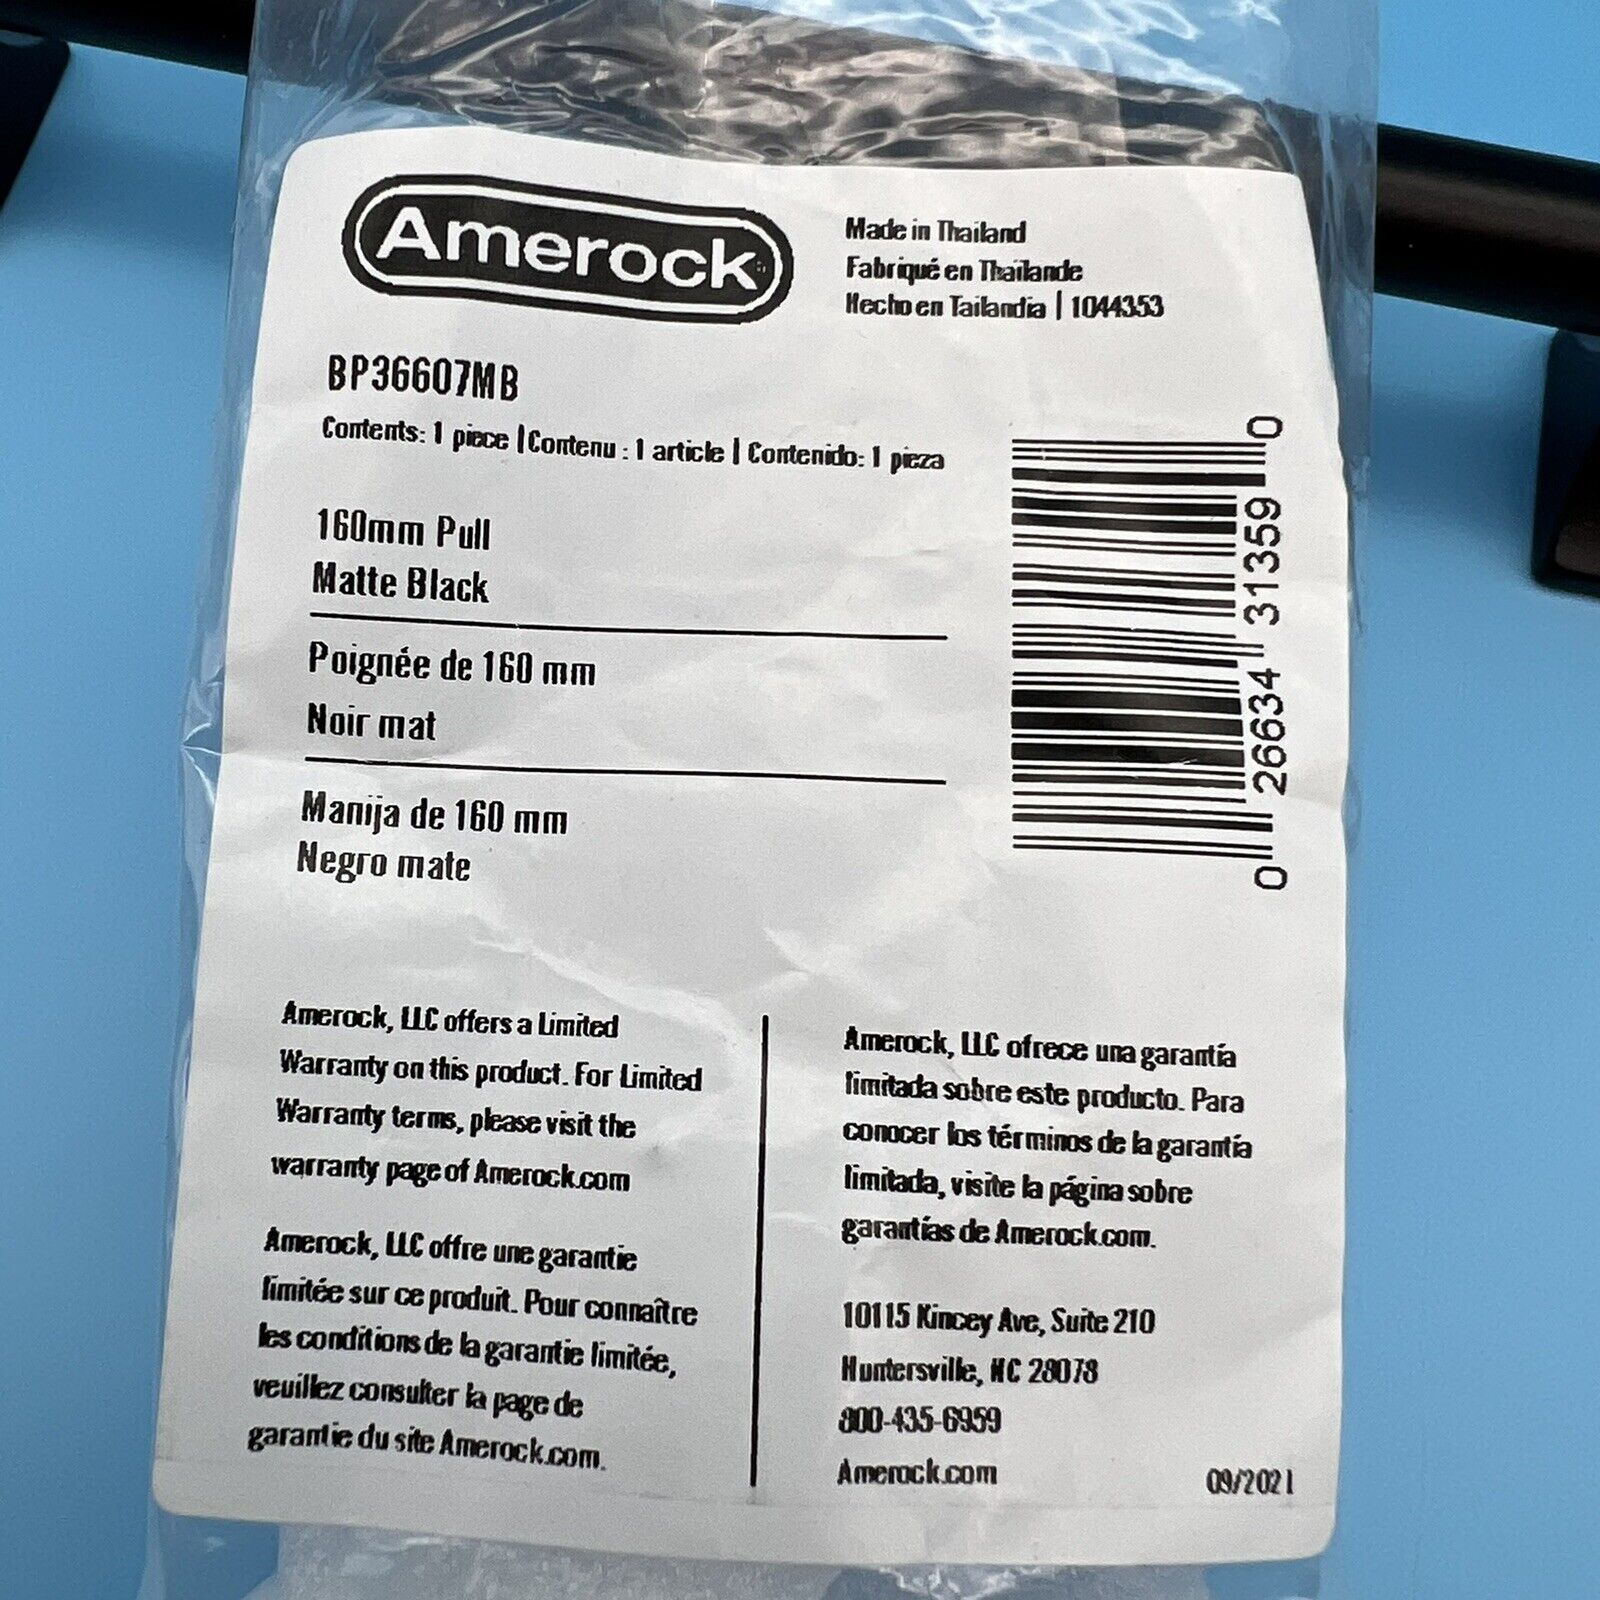 Amerock
Made in Thailand
Fabriqué en Thaïlande
Hecho en Tailandia | 1044353
BP36607MB
Contents: 1 piece | Contenu : 1 article | Contenido: 1 pieza
160mm Pull
Matte Black
Poignée de 160 mm
Noir mat
Manija de 160 mm
Negro mate
0 26634 31359 0
Amerock, LLC offers a Limited
Warranty on this product. For Limited
Warranty terms, please visit the
warranty page of Amerock.com
Amerock, LLC offre une garantie
limitée sur ce produit. Pour connaître
les conditions de la garantie limitée,
veuillez consulter la page de
garantie du site Amerock.com.
Amerock, LLC ofrece una garantía
limitada sobre este producto. Para
conocer los términos de la garantía
limitada, visite la página sobre
garantías de Amerock.com.
10115 Kincey Ave, Suite 210
Huntersville, NC 28078
800-435-6959
Amerock.com
09/2021